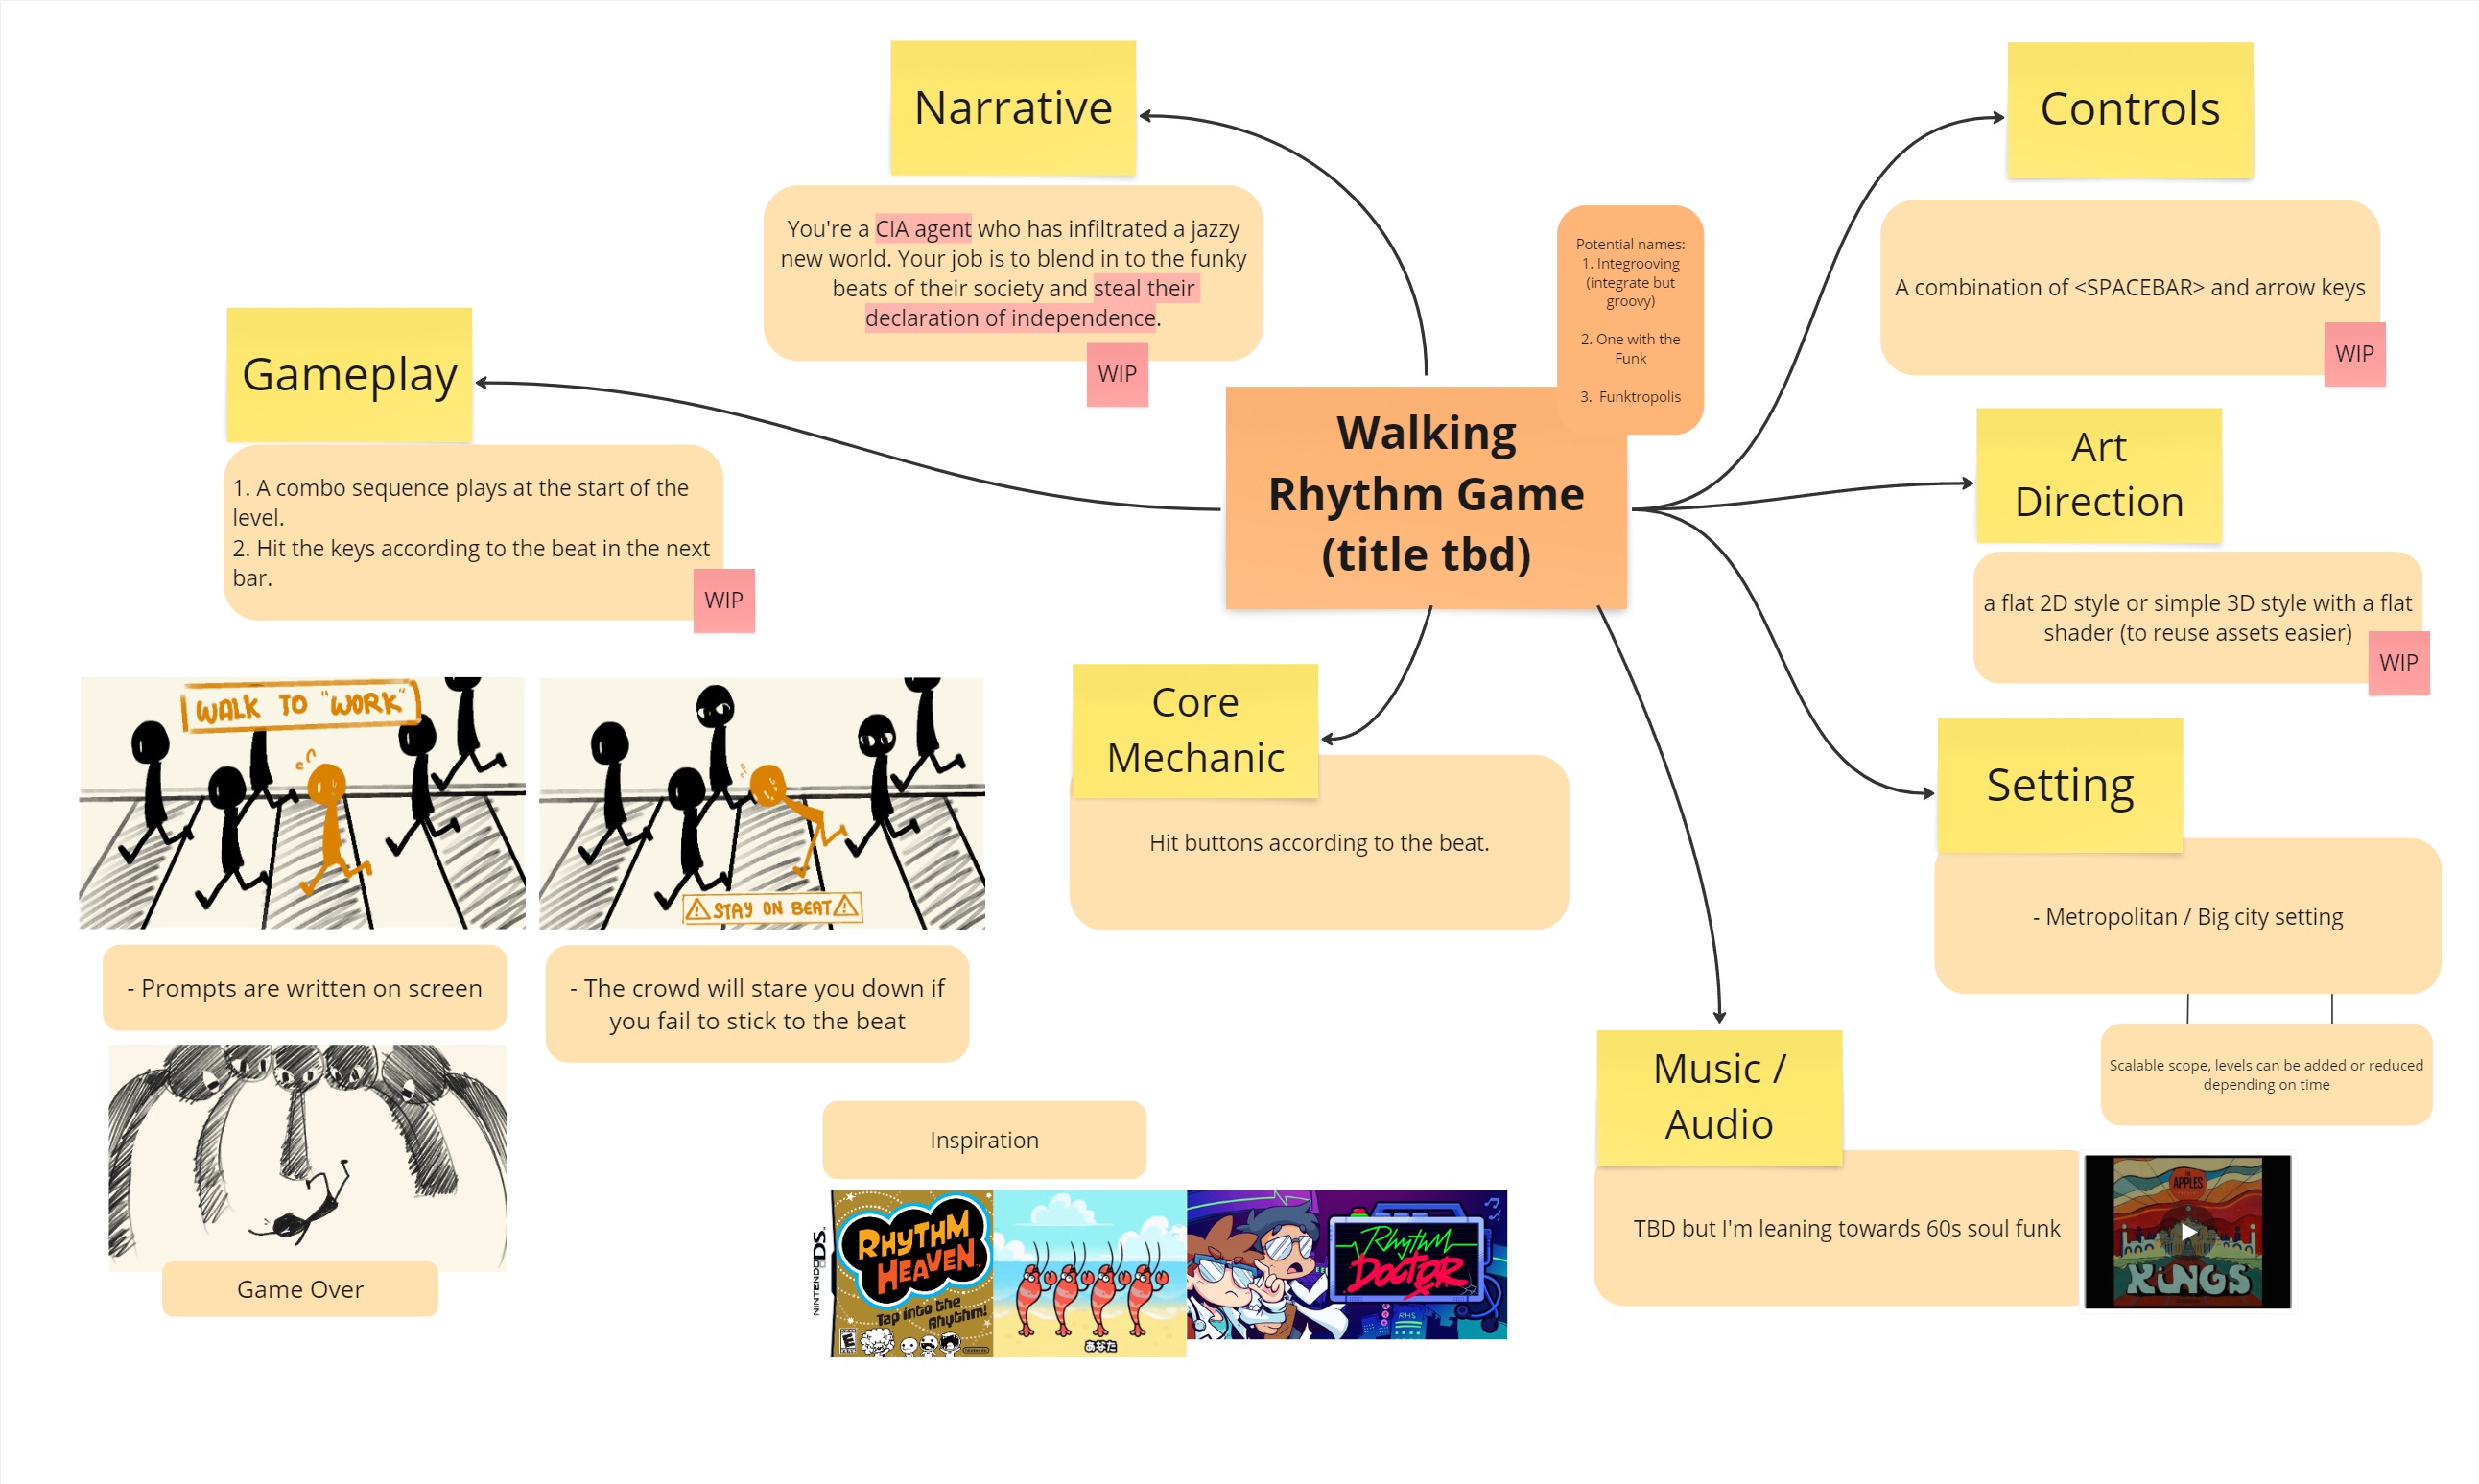 Narrative
You're a CIA agent who has infiltrated a jazzy
new world. Your job is to blend in to the funky
beats of their society and steal their
declaration of independence.
WIP
Controls
A combination of <SPACEBAR> and arrow keys
WIP
Potential names:
1. Integrooving
(integrate but
groovy)
2. One with the
Funk
3. Funktropolis
Walking
Rhythm Game
(title tbd)
Gameplay
1. A combo sequence plays at the start of the
level.
2. Hit the keys according to the beat in the next
bar.
WIP
Art
Direction
a flat 2D style or simple 3D style with a flat
shader (to reuse assets easier)
WIP
WALK TO "WORK"
- Prompts are written on screen
STAY ON BEAT
- The crowd will stare you down if
you fail to stick to the beat
Game Over
Core
Mechanic
Hit buttons according to the beat.
Setting
- Metropolitan / Big city setting
Scalable scope, levels can be added or reduced
depending on time
Music /
Audio
TBD but I'm leaning towards 60s soul funk
THE
APPLES
KINGS
Inspiration
NINTENDO DS
RHYTHM
HEAVEN
Tap into the
Rhythm!
E
あなた
Rhythm
DOCTOR
RHS